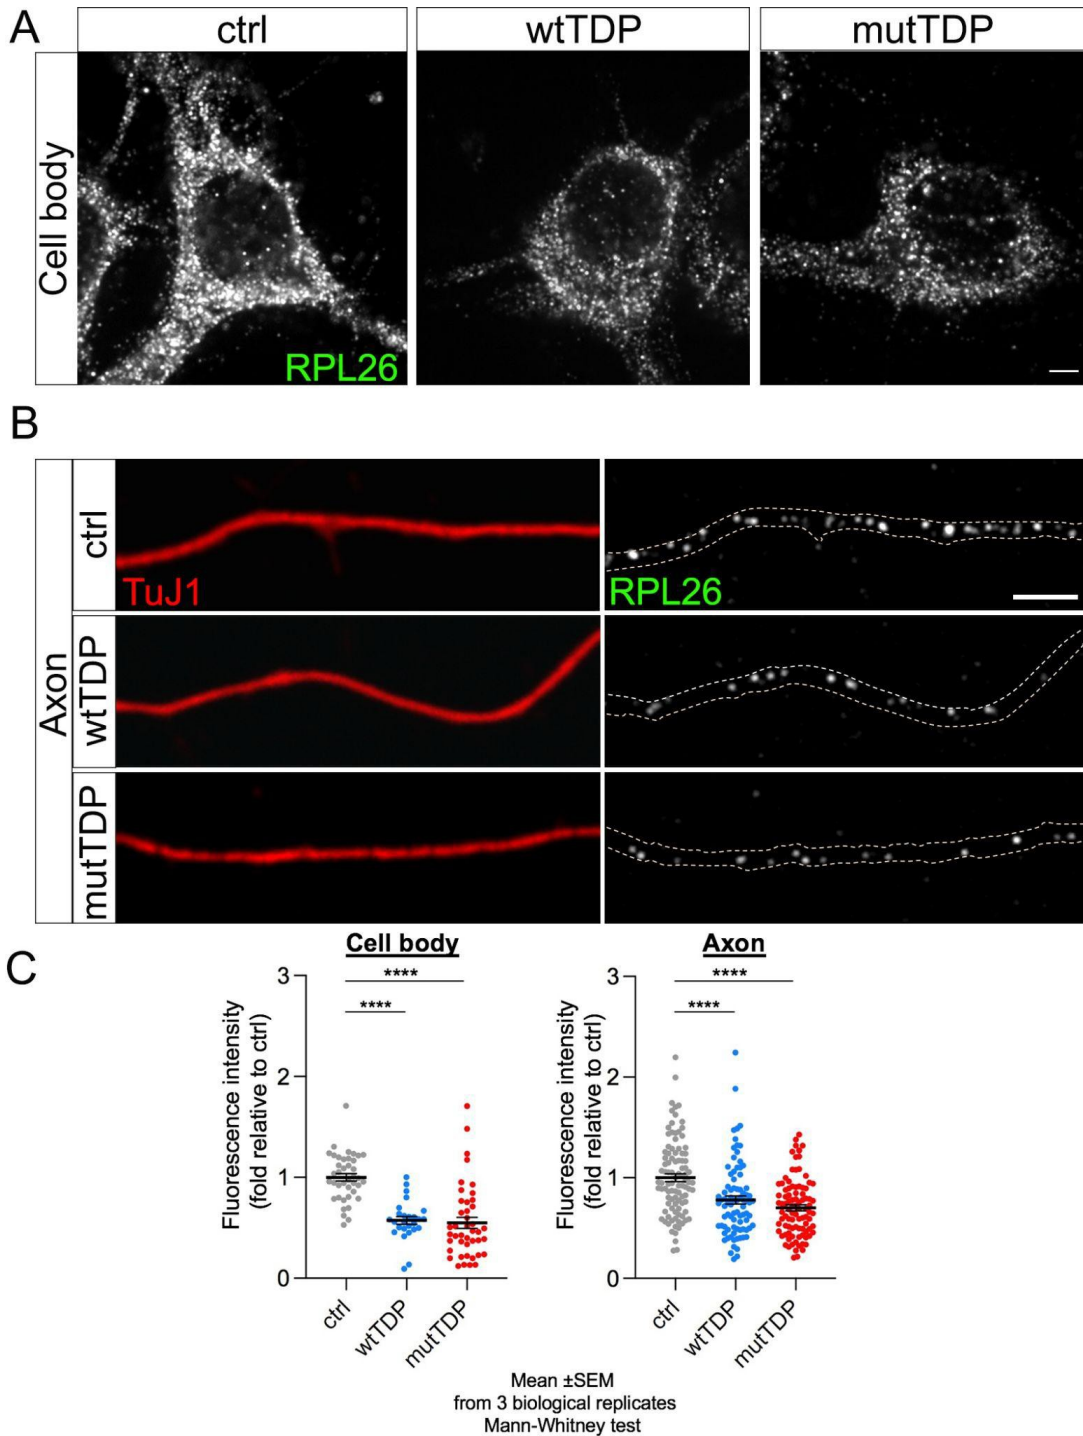 A
ctrl
wtTDP
mutTDP
Cell body
RPL26
B
Axon
ctrl
TuJ1
RPL26
wtTDP
mutTDP
C
Cell body
Fluorescence intensity
(fold relative to ctrl)
3
2
1
0
****
****
ctrl
wtTDP
mutTDP
Axon
Fluorescence intensity
(fold relative to ctrl)
3
2
1
0
****
****
ctrl
wtTDP
mutTDP
Mean ±SEM
from 3 biological replicates
Mann-Whitney test